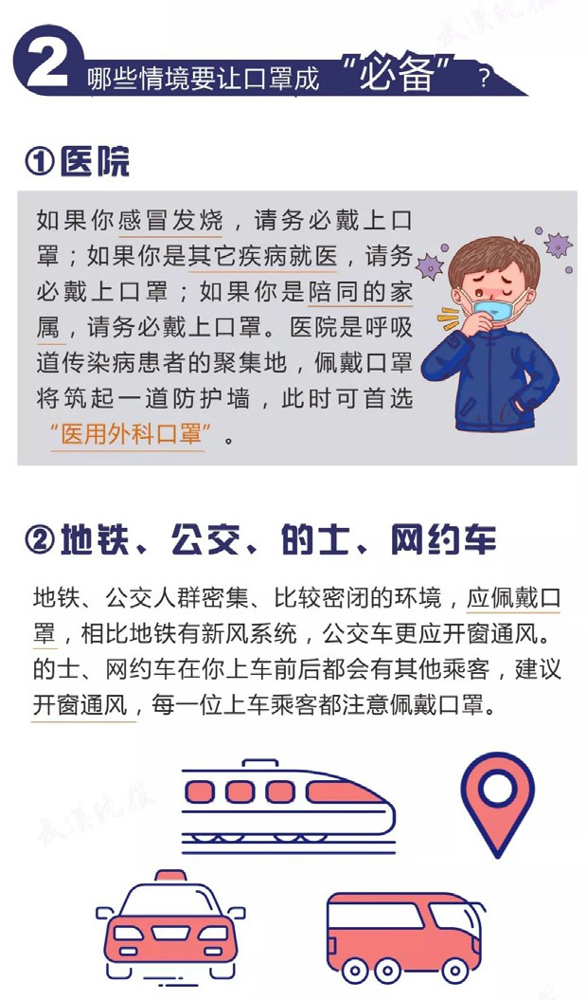 2 哪些情境要让口罩成“必备”？
①医院
如果你感冒发烧，请务必戴上口
罩；如果你是其它疾病就医，请务
必戴上口罩；如果你是陪同的家
属，请务必戴上口罩。医院是呼吸
道传染病患者的聚集地，佩戴口罩
将筑起一道防护墙，此时可首选
“医用外科口罩”。
②地铁、公交、的士、网约车
地铁、公交人群密集、比较密闭的环境，应佩戴口
罩，相比地铁有新风系统，公交车更应开窗通风。
的士、网约车在你上车前后都会有其他乘客，建议
开窗通风，每一位上车乘客都注意佩戴口罩。
武汉晚报